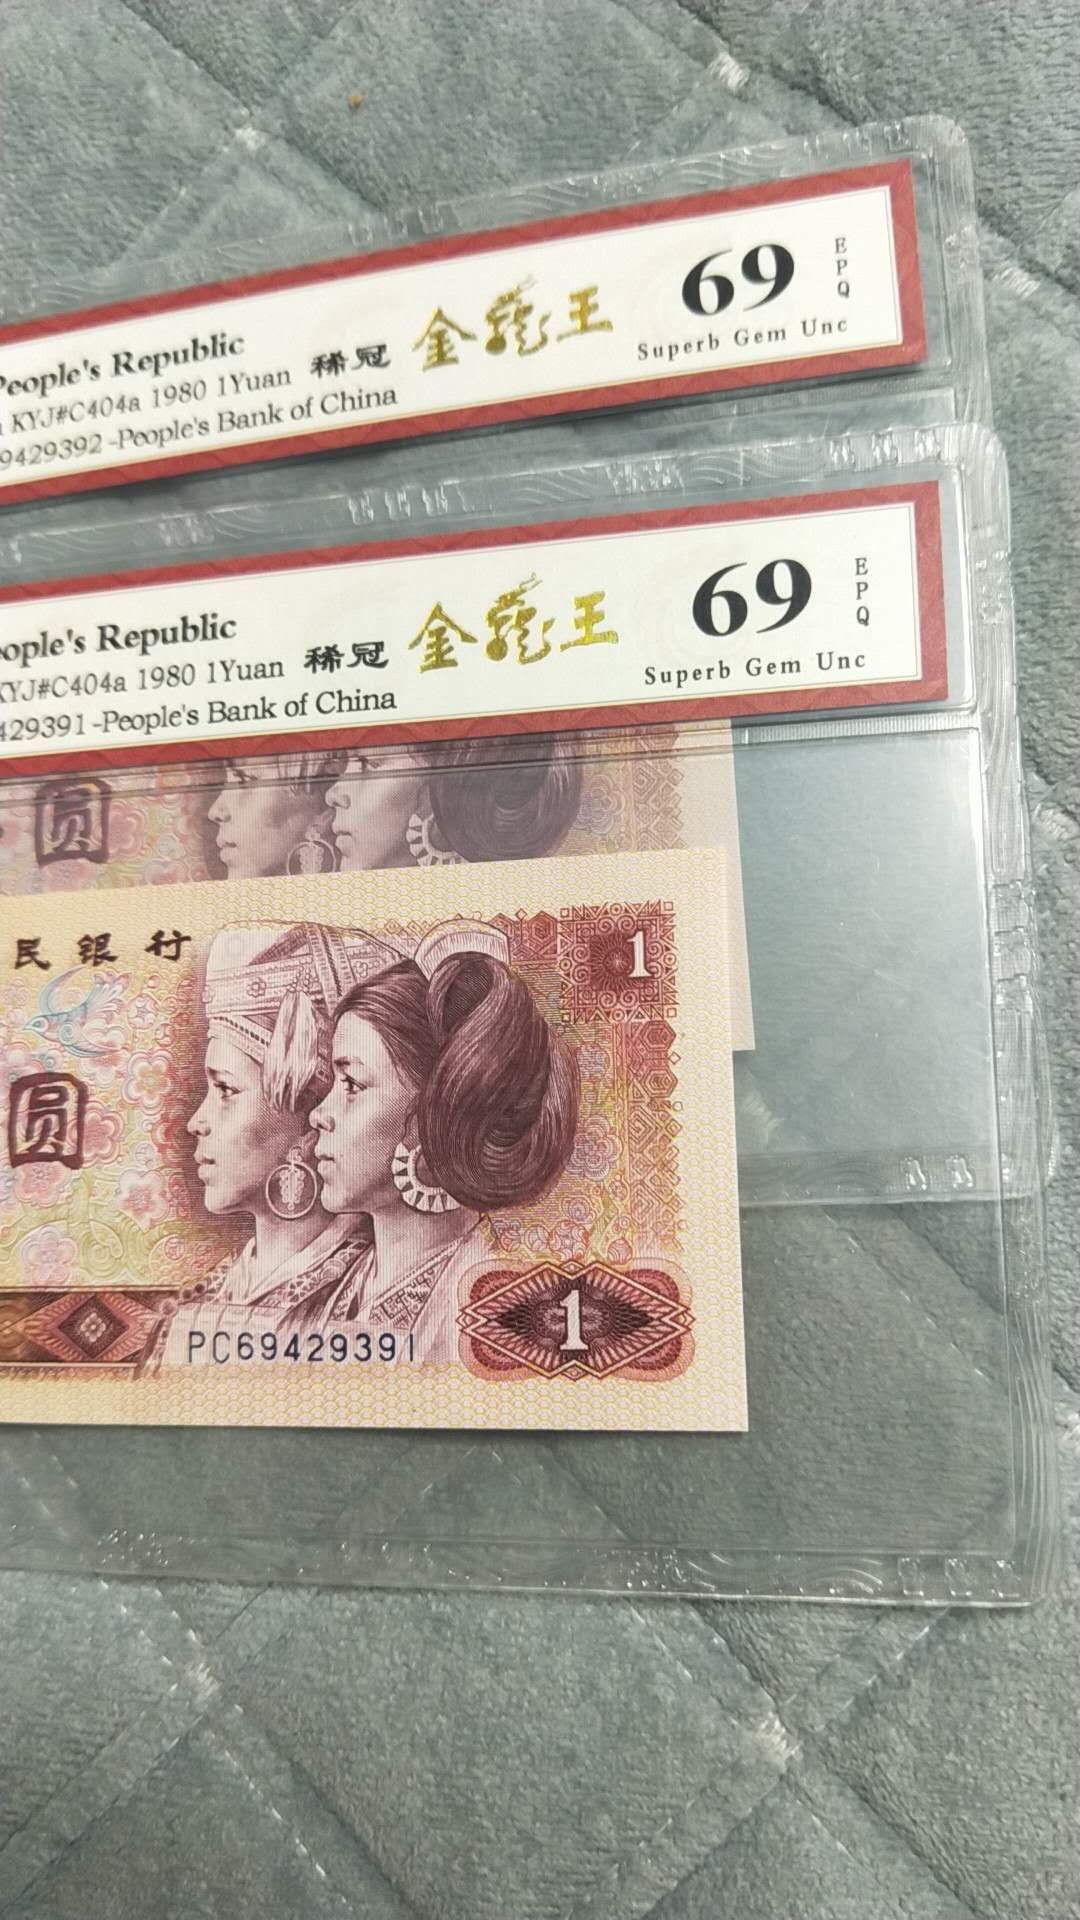 People's Republic
KYJ#C404a 1980 1Yuan 稀冠 金龍王 69 EPQ
9429392 -People's Bank of China Superb Gem Unc
People's Republic
KYJ#C404a 1980 1Yuan 稀冠 金龍王 69 EPQ
429391 -People's Bank of China Superb Gem Unc
圆
民银行
1
圆
PC69429391
1